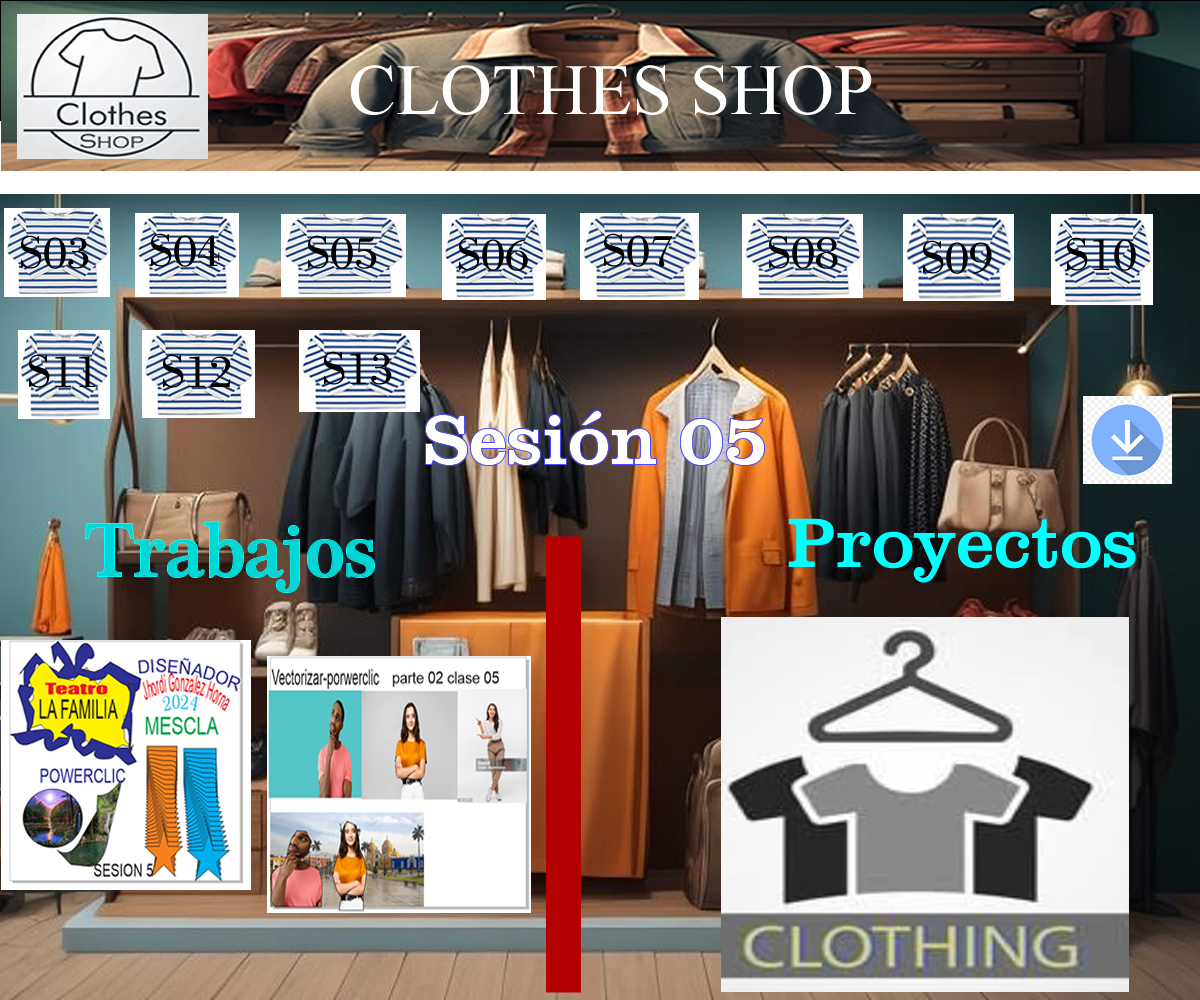 Clothes
SHOP
CLOTHES SHOP
S03
S04
S05
S06
S07
S08
S09
S10
S11
S12
S13
Sesión 05
Trabajos
Proyectos
Teatro
LA FAMILIA
DISEÑADOR
Jhordi Gonzalez Horna
2024
MESCLA
POWERCLIC
SESION 5
Vectorizar-porwerclic parte 02 clase 05
CLOTHING